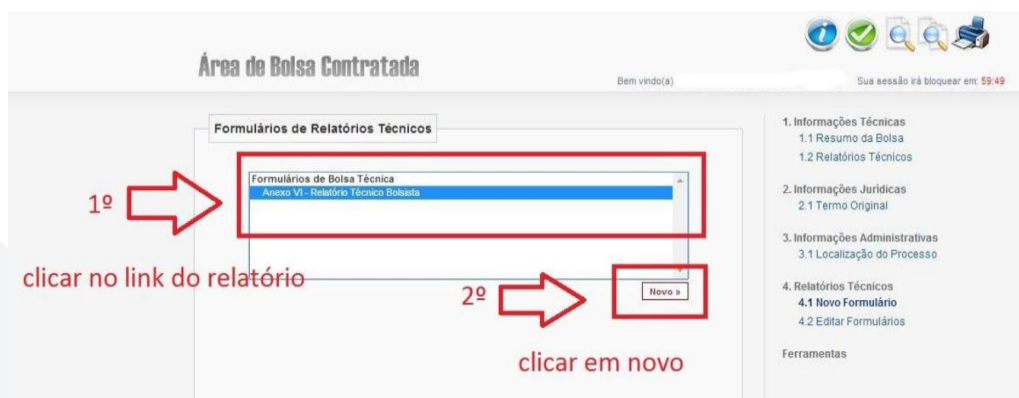 Área de Bolsa Contratada
Bem vindo(a)
Sua sessão irá bloquear em: 59:49
Formulários de Relatórios Técnicos
Formulários de Bolsa Técnica
Anexo VI - Relatório Técnico Bolsista
1º
clicar no link do relatório
2º
Novo »
clicar em novo
1. Informações Técnicas
1.1 Resumo da Bolsa
1.2 Relatórios Técnicos
2. Informações Jurídicas
2.1 Termo Original
3. Informações Administrativas
3.1 Localização do Processo
4. Relatórios Técnicos
4.1 Novo Formulário
4.2 Editar Formulários
Ferramentas